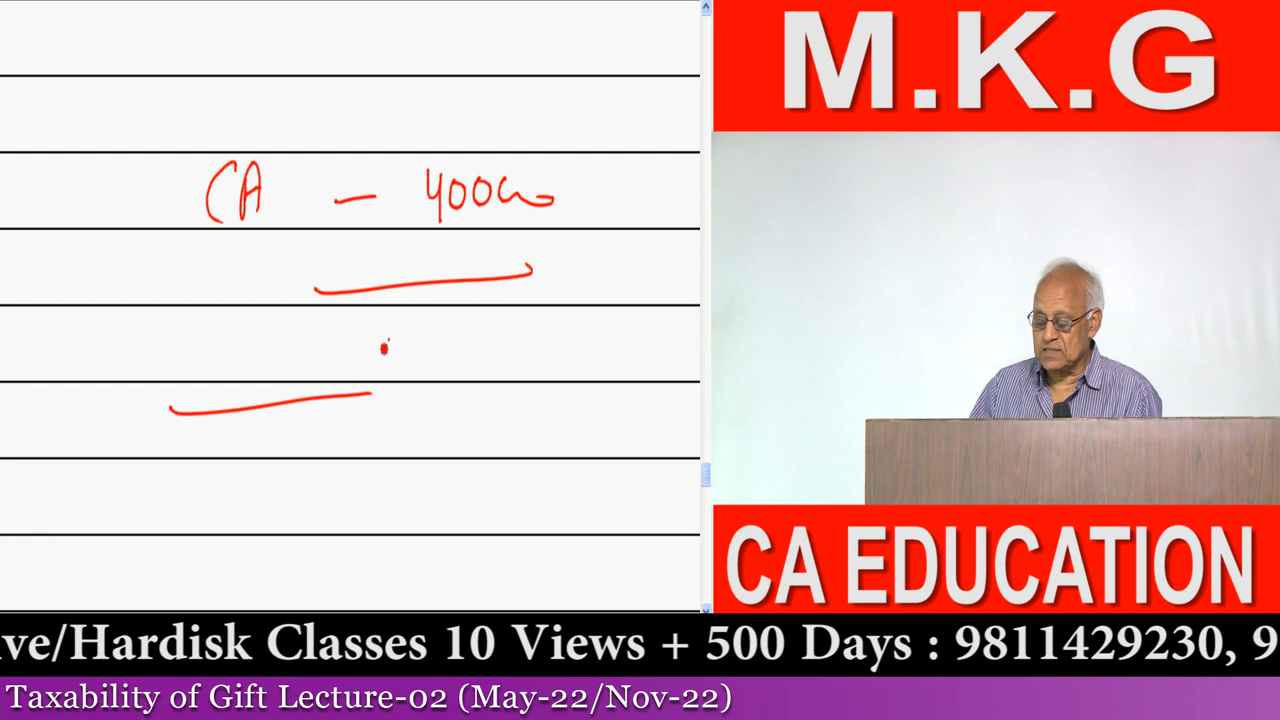 CA - 40000
M.K.G
CA EDUCATION
ve/Hardisk Classes 10 Views + 500 Days : 9811429230, 9
Taxability of Gift Lecture-02 (May-22/Nov-22)